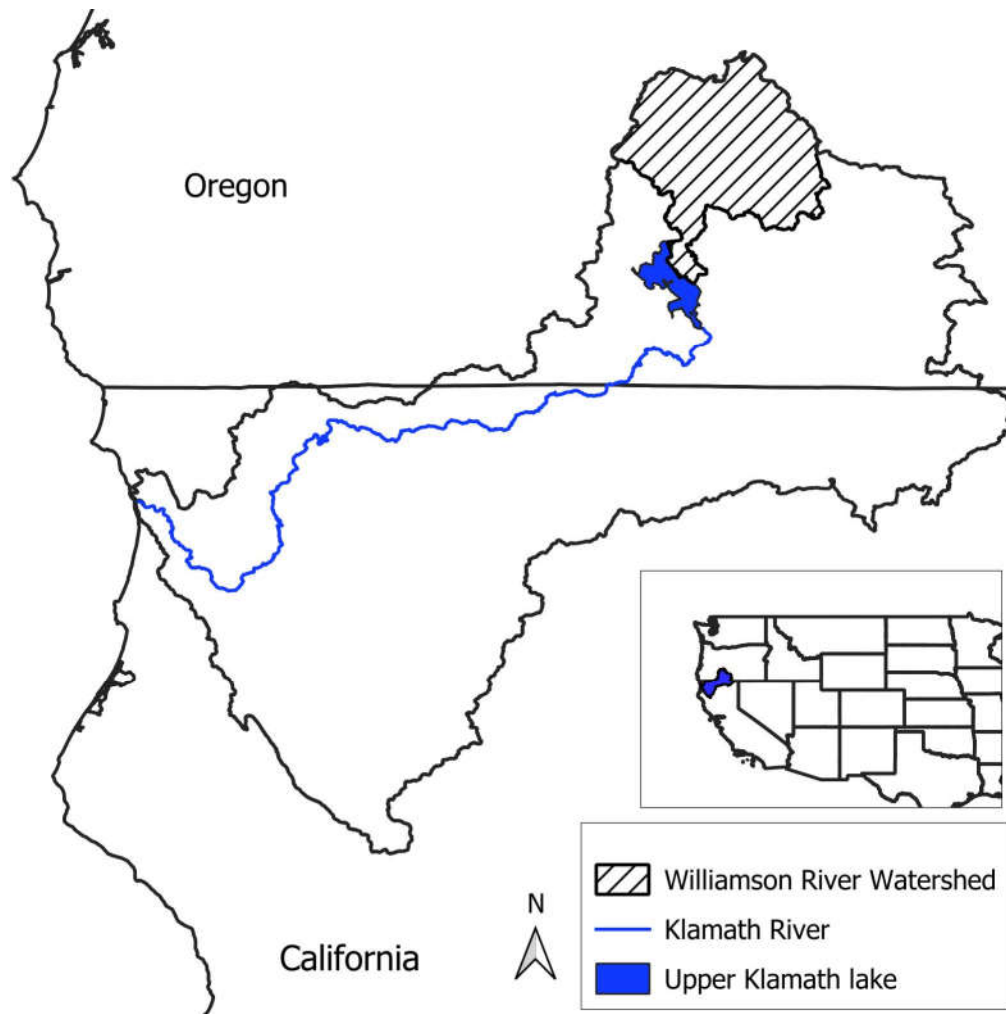 Oregon
N
California
Williamson River Watershed
Klamath River
Upper Klamath lake